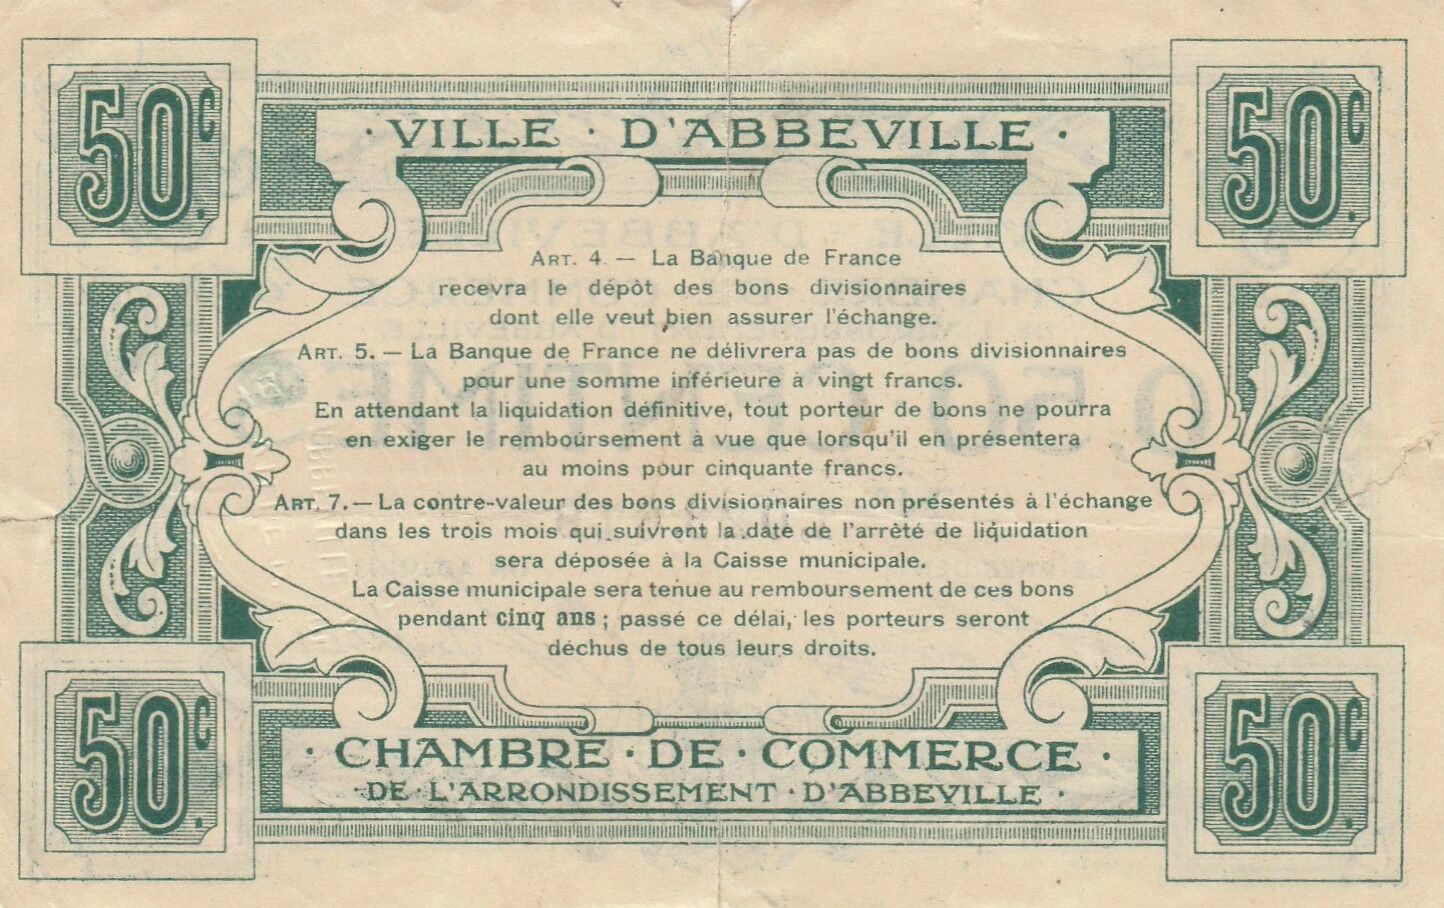 50c.
50c.
· VILLE · D'ABBEVILLE ·
ART. 4. — La Banque de France
recevra le dépôt des bons divisionnaires
dont elle veut bien assurer l'échange.
ART. 5. — La Banque de France ne délivrera pas de bons divisionnaires
pour une somme inférieure à vingt francs.
En attendant la liquidation définitive, tout porteur de bons ne pourra
en exiger le remboursement à vue que lorsqu'il en présentera
au moins pour cinquante francs.
ART. 7. — La contre-valeur des bons divisionnaires non présentés à l'échange
dans les trois mois qui suivront la date de l'arrêté de liquidation
sera déposée à la Caisse municipale.
La Caisse municipale sera tenue au remboursement de ces bons
pendant cinq ans ; passé ce délai, les porteurs seront
déchus de tous leurs droits.
50c.
50c.
· CHAMBRE · DE · COMMERCE ·
· DE · L'ARRONDISSEMENT · D'ABBEVILLE ·